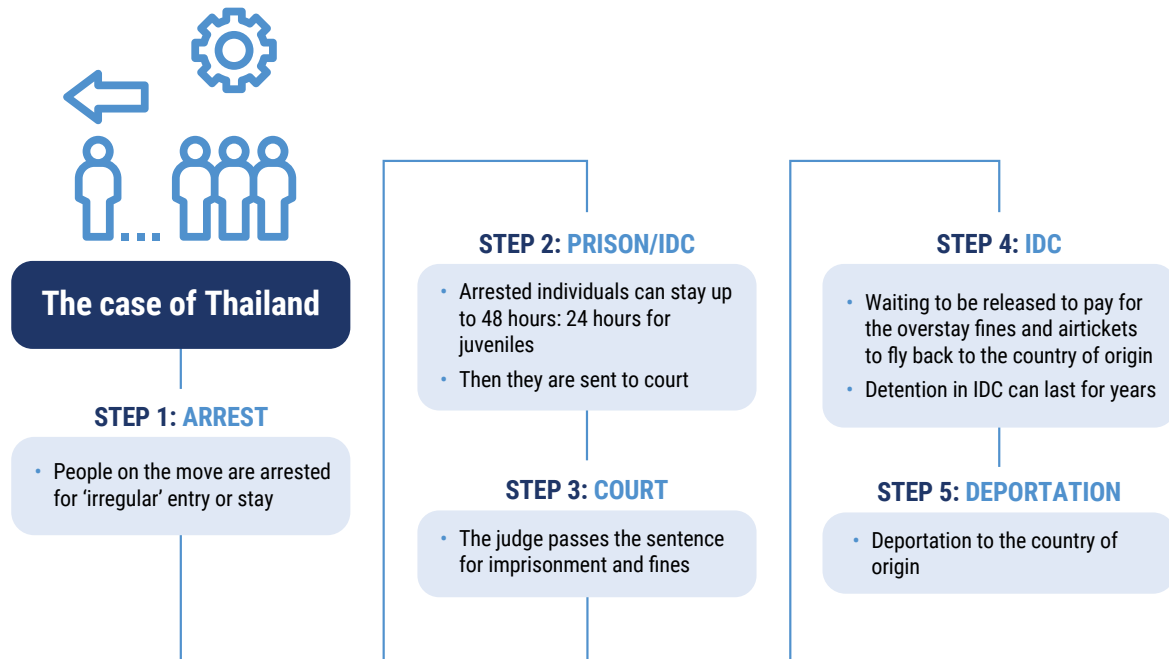 The case of Thailand
STEP 1: ARREST
• People on the move are arrested
for ‘irregular’ entry or stay
STEP 2: PRISON/IDC
• Arrested individuals can stay up
to 48 hours: 24 hours for
juveniles
• Then they are sent to court
STEP 3: COURT
• The judge passes the sentence
for imprisonment and fines
STEP 4: IDC
• Waiting to be released to pay for
the overstay fines and airtickets
to fly back to the country of origin
• Detention in IDC can last for years
STEP 5: DEPORTATION
• Deportation to the country of
origin